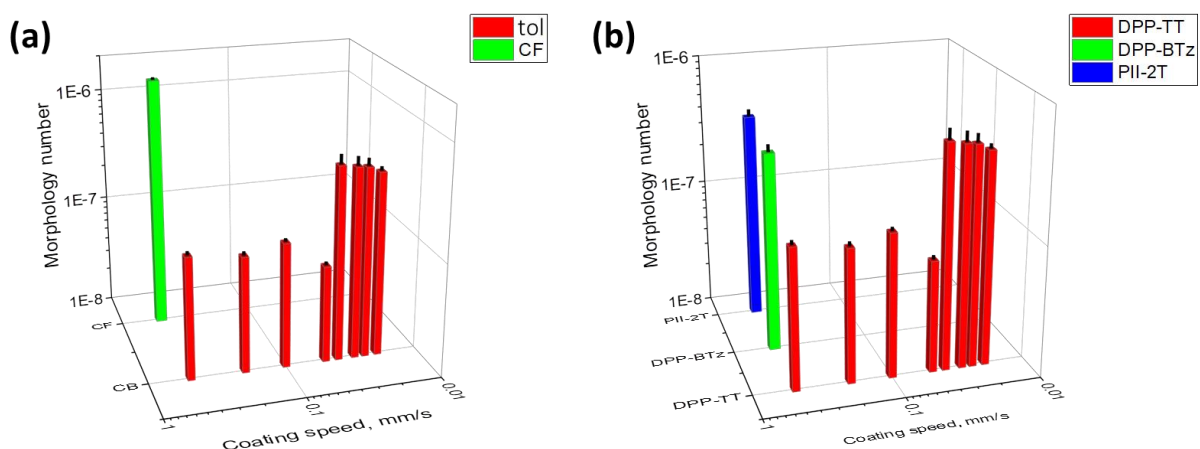 (a)
tol
CF
Morphology number
1E-6
1E-7
1E-8
CF
CB
1
0.1
0.01
Coating speed, mm/s
(b)
DPP-TT
DPP-BTz
PII-2T
Morphology number
1E-6
1E-7
1E-8
PII-2T
DPP-BTz
DPP-TT
1
0.1
0.01
Coating speed, mm/s